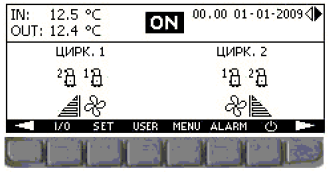 IN: 12.5 °C ON 00.00 01-01-2009
OUT: 12.4 °C
ЦИРК. 1 ЦИРК. 2
2 1 1 2
I/O SET USER MENU ALARM